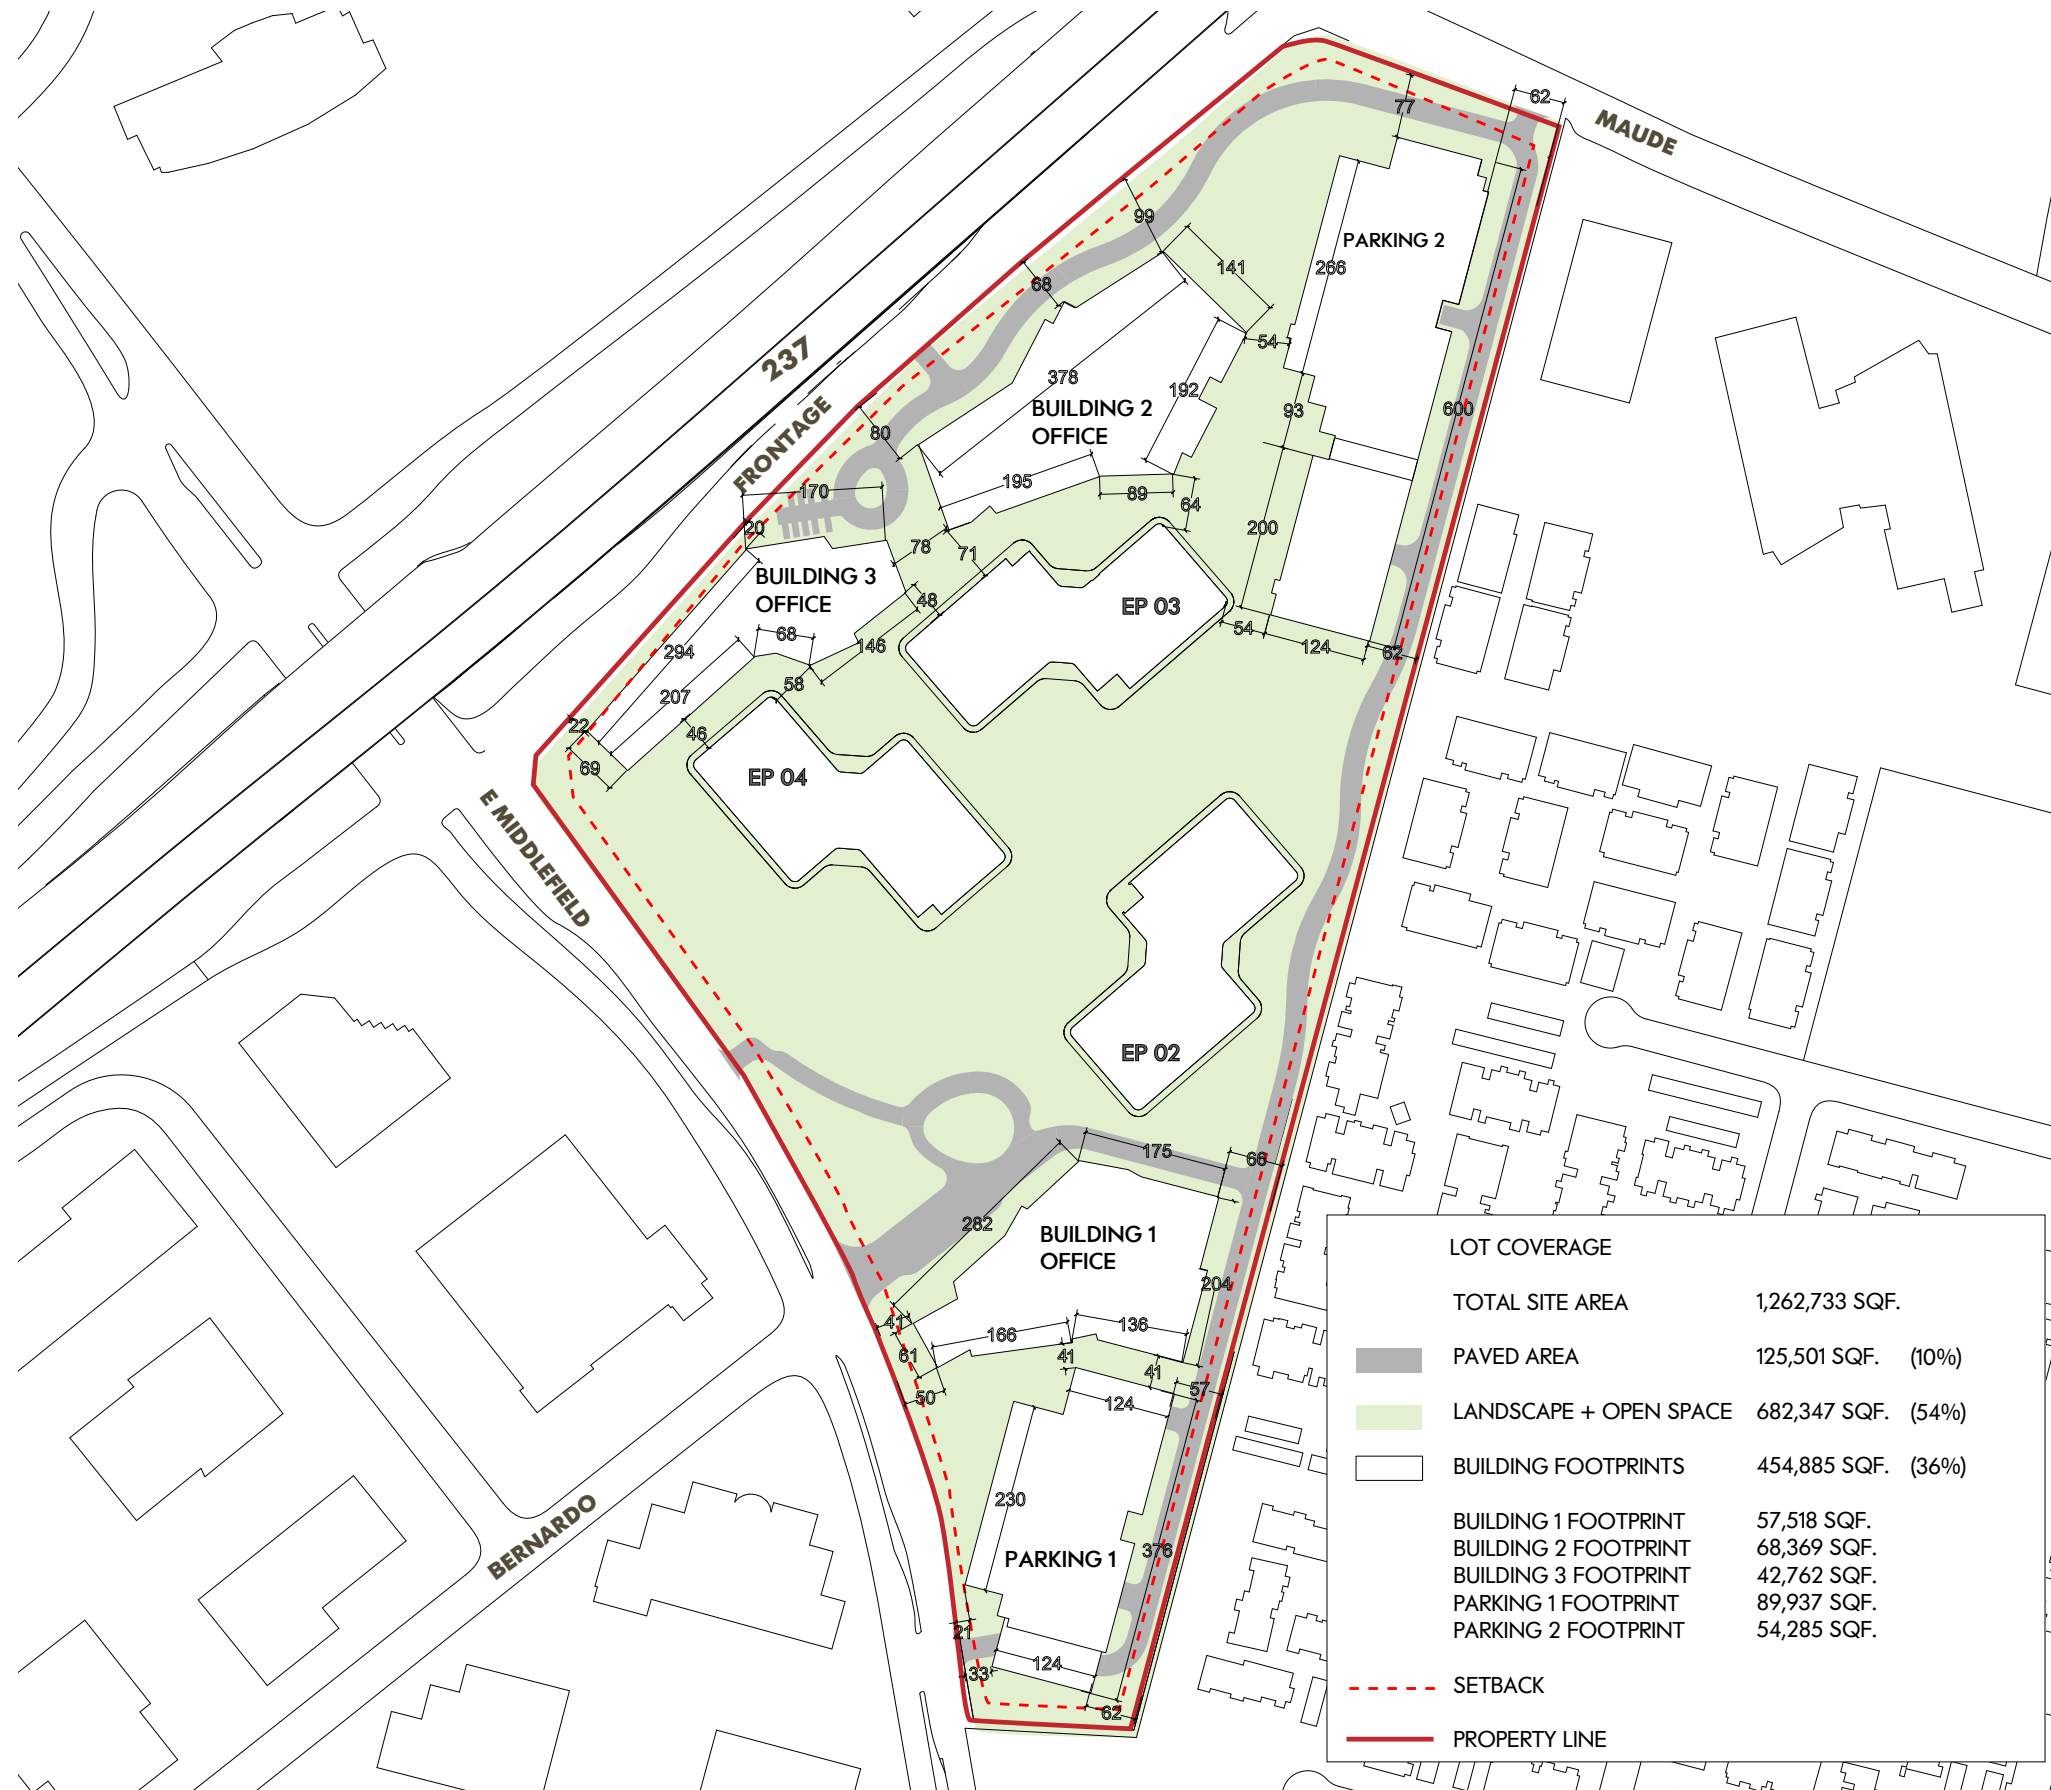 62
MAUDE
77
99
PARKING 2
141
266
68
54
237
378
192
BUILDING 2
OFFICE
93
600
FRONTAGE
80
195
89
64
170
20
200
78
71
BUILDING 3
OFFICE
48
EP 03
68
54
124
62
294
146
58
207
22
46
69
EP 04
E MIDDLEFIELD
EP 02
175
66
282
BUILDING 1
OFFICE
204
41
166
136
61
41
41
57
50
124
230
376
PARKING 1
21
124
33
62
BERNARDO
LOT COVERAGE
TOTAL SITE AREA 1,262,733 SQF.
PAVED AREA 125,501 SQF. (10%)
LANDSCAPE + OPEN SPACE 682,347 SQF. (54%)
BUILDING FOOTPRINTS 454,885 SQF. (36%)
BUILDING 1 FOOTPRINT 57,518 SQF.
BUILDING 2 FOOTPRINT 68,369 SQF.
BUILDING 3 FOOTPRINT 42,762 SQF.
PARKING 1 FOOTPRINT 89,937 SQF.
PARKING 2 FOOTPRINT 54,285 SQF.
SETBACK
PROPERTY LINE